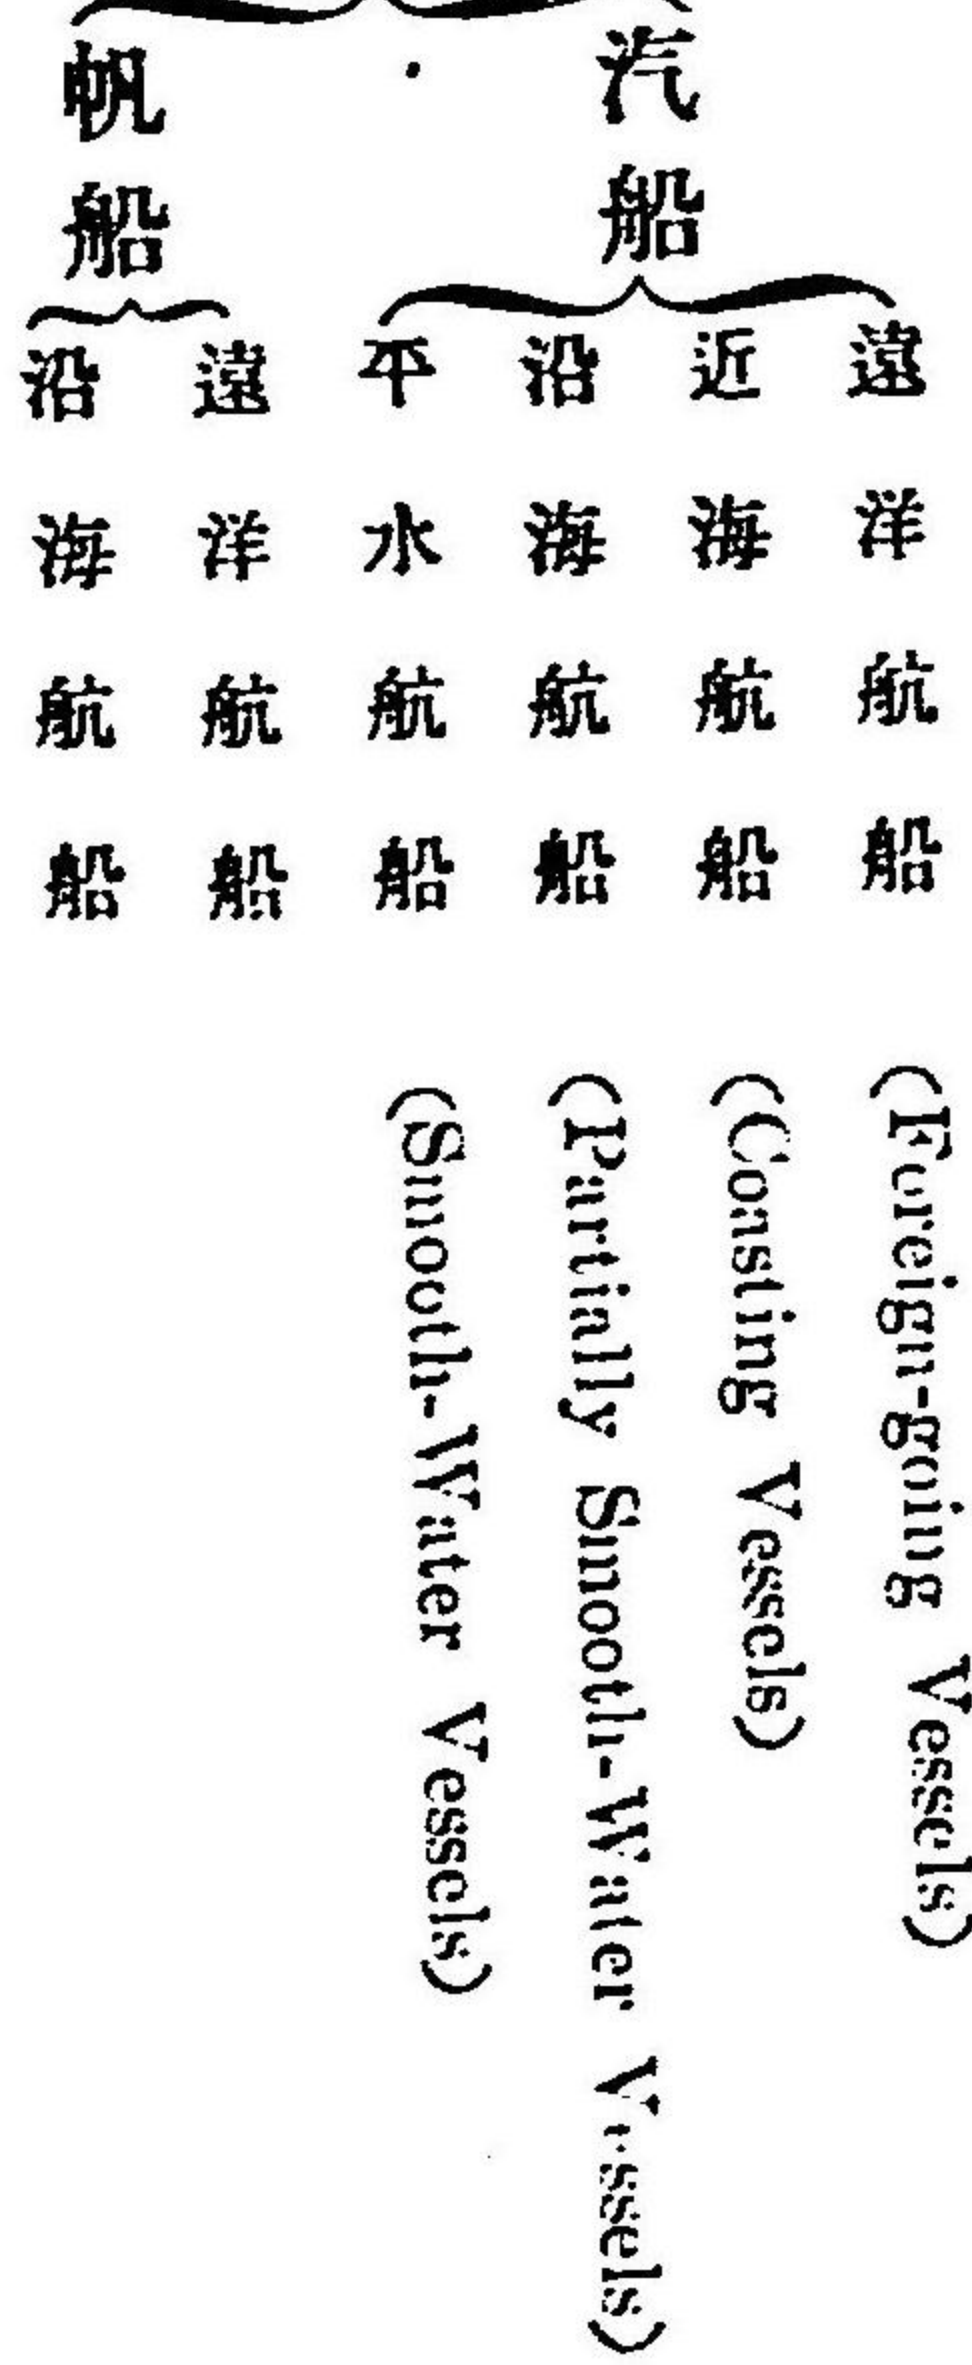 汽船
遠洋航船 (Foreign-going Vessels)
近海航船 (Coasting Vessels)
沿海航船 (Partially Smooth-Water Vessels)
平水航船 (Smooth-Water Vessels)
帆船
遠洋航船
沿海航船